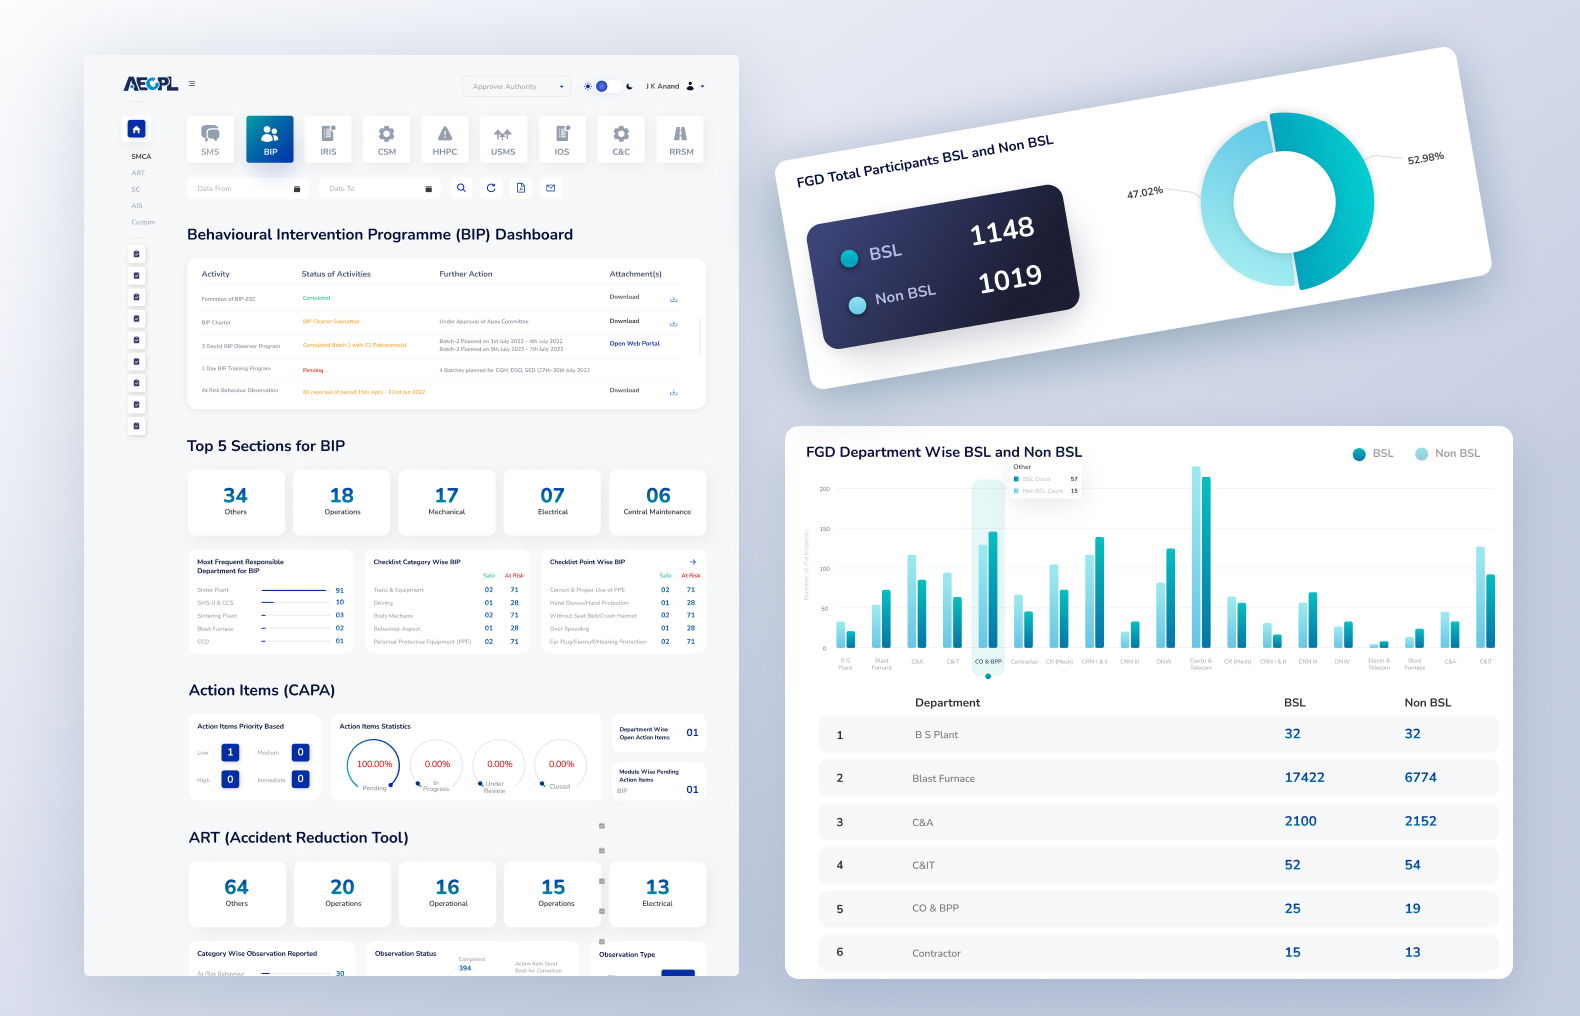 AEGPL
Approver Authority
J K Anand
SMS
BIP
IRIS
CSM
HHPC
USMS
IOS
C&C
RRSM
SMCA
ART
SC
AIS
Custom
Date From
Date To
Behavioural Intervention Programme (BIP) Dashboard
Activity Status of Activities Further Action Attachment(s)
Formation of BIP-ESC Completed Download
BIP Charter BIP Charter Submitted Under Approval of Apex Committee Download
3 Day(s) BIP Observer Program Completed Batch 1 with 22 Paticipants(s) Batch-2 Planned on 1st July 2022 - 4th July 2022 Open Web Portal
Batch-3 Planned on 5th July 2022 - 7th July 2022
1 Day BIP Training Program Pending 4 Batches planned for CGM, DSO, SED (27th-30th July 2022
At Risk Behaviour Observation 60 reported of period 15th April - 22nd Jun 2022 Download
Top 5 Sections for BIP
34 18 17 07 06
Others Operations Mechanical Electrical Central Maintenance
Most Frequent Responsible
Department for BIP
Sinter Plant 91
SMS-II & CCS 10
Sintering Plant 03
Blast Furnace 02
CED 01
Checklist Category Wise BIP
Safe At Risk
Tools & Equipment 02 71
Driving 01 28
Body Mechanic 02 71
Behaviour Aspect 01 28
Personal Protective Equipment (PPE) 02 71
Checklist Point Wise BIP
Safe At Risk
Correct & Proper Use of PPE 02 71
Hand Gloves/Hand Protection 01 28
Without Seat Belt/Crash Helmet 02 71
Over Speeding 01 28
Ear Plug/Earmuff/Hearing Protection 02 71
Action Items (CAPA)
Action Items Priority Based
Low 1 Medium 0
High 0 Immediate 0
Action Items Statistics
100.00% 0.00% 0.00% 0.00%
Pending
In
Progress
Under
Review
Closed
Department Wise
Open Action Items
01
Module Wise Pending
Action Items
BIP 01
ART (Accident Reduction Tool)
64 20 16 15 13
Others Operations Operational Operations Electrical
Category Wise Observation Reported
At Risk Behaviour 30
Observation Status
Completed
394
Action Item Send
Back for Correction
Observation Type
FGD Total Participants BSL and Non BSL
BSL 1148
Non BSL 1019
47.02%
52.98%
FGD Department Wise BSL and Non BSL
BSL Non BSL
Other
BSL Count 57
Non BSL Count 15
Number of Participants
200
150
100
50
0
B S
Plant
Blast
Furnace
C&A
C&IT
CO & BPP
Contractor
CR (Mech)
CRM I & II
CRM III
DNW
Electn &
Telecom
CR (Mech)
CRM I & II
CRM III
DNW
Electn &
Telecom
Blast
Furnace
C&A
C&IT
Department BSL Non BSL
1 B S Plant 32 32
2 Blast Furnace 17422 6774
3 C&A 2100 2152
4 C&IT 52 54
5 CO & BPP 25 19
6 Contractor 15 13